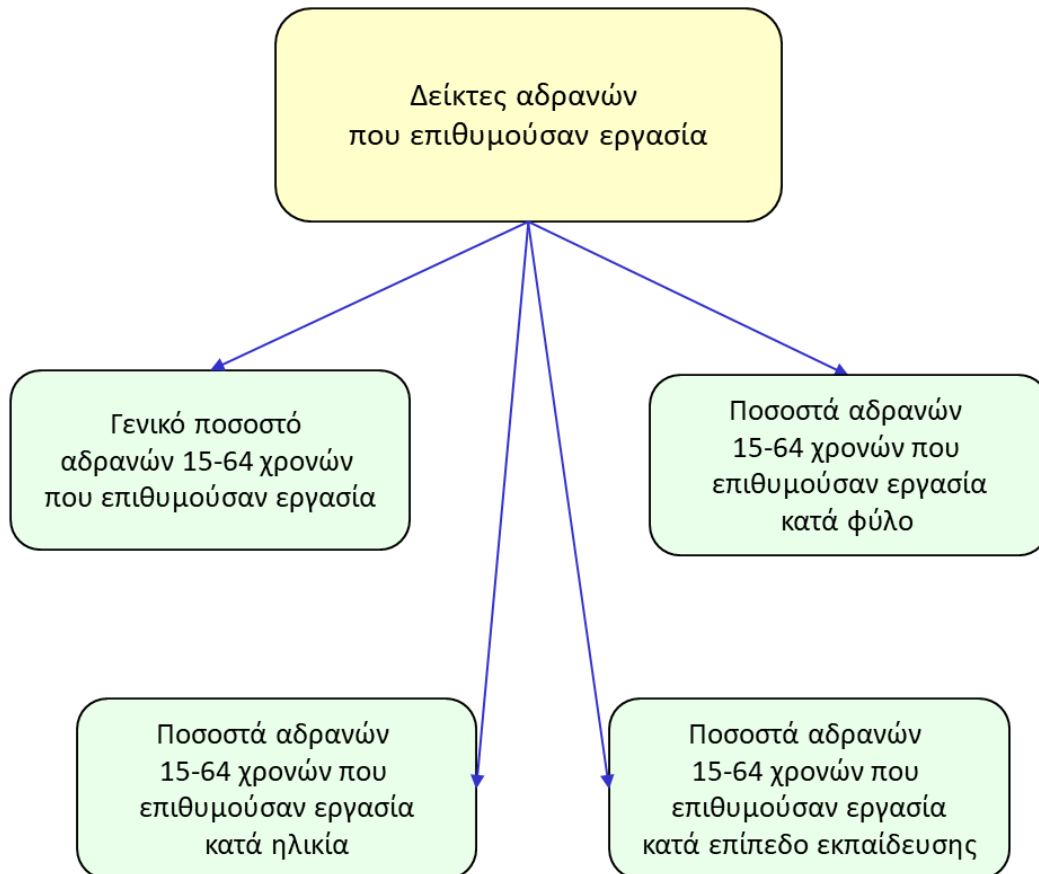 Δείκτες αδρανών
που επιθυμούσαν εργασία
Γενικό ποσοστό
αδρανών 15-64 χρονών
που επιθυμούσαν εργασία
Ποσοστά αδρανών
15-64 χρονών που
επιθυμούσαν εργασία
κατά φύλο
Ποσοστά αδρανών
15-64 χρονών που
επιθυμούσαν εργασία
κατά ηλικία
Ποσοστά αδρανών
15-64 χρονών που
επιθυμούσαν εργασία
κατά επίπεδο εκπαίδευσης